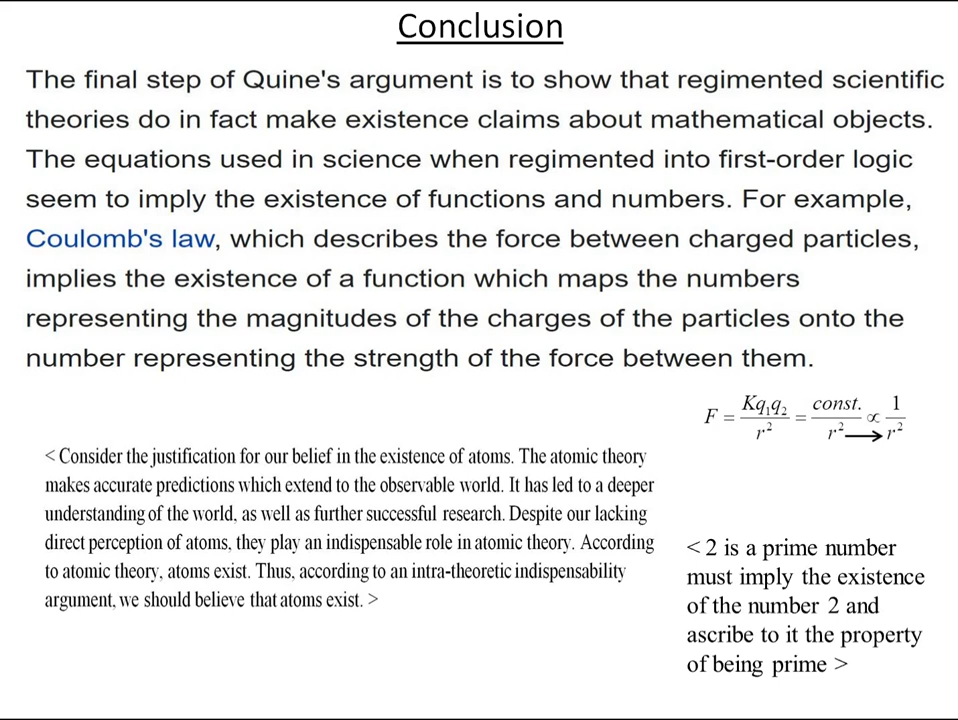 Conclusion
The final step of Quine's argument is to show that regimented scientific
theories do in fact make existence claims about mathematical objects.
The equations used in science when regimented into first-order logic
seem to imply the existence of functions and numbers. For example,
Coulomb's law, which describes the force between charged particles,
implies the existence of a function which maps the numbers
representing the magnitudes of the charges of the particles onto the
number representing the strength of the force between them.
F = Kq₁q₂ / r² = const. / r² ∝ 1 / r²
< Consider the justification for our belief in the existence of atoms. The atomic theory
makes accurate predictions which extend to the observable world. It has led to a deeper
understanding of the world, as well as further successful research. Despite our lacking
direct perception of atoms, they play an indispensable role in atomic theory. According
to atomic theory, atoms exist. Thus, according to an intra-theoretic indispensability
argument, we should believe that atoms exist. >
< 2 is a prime number
must imply the existence
of the number 2 and
ascribe to it the property
of being prime >